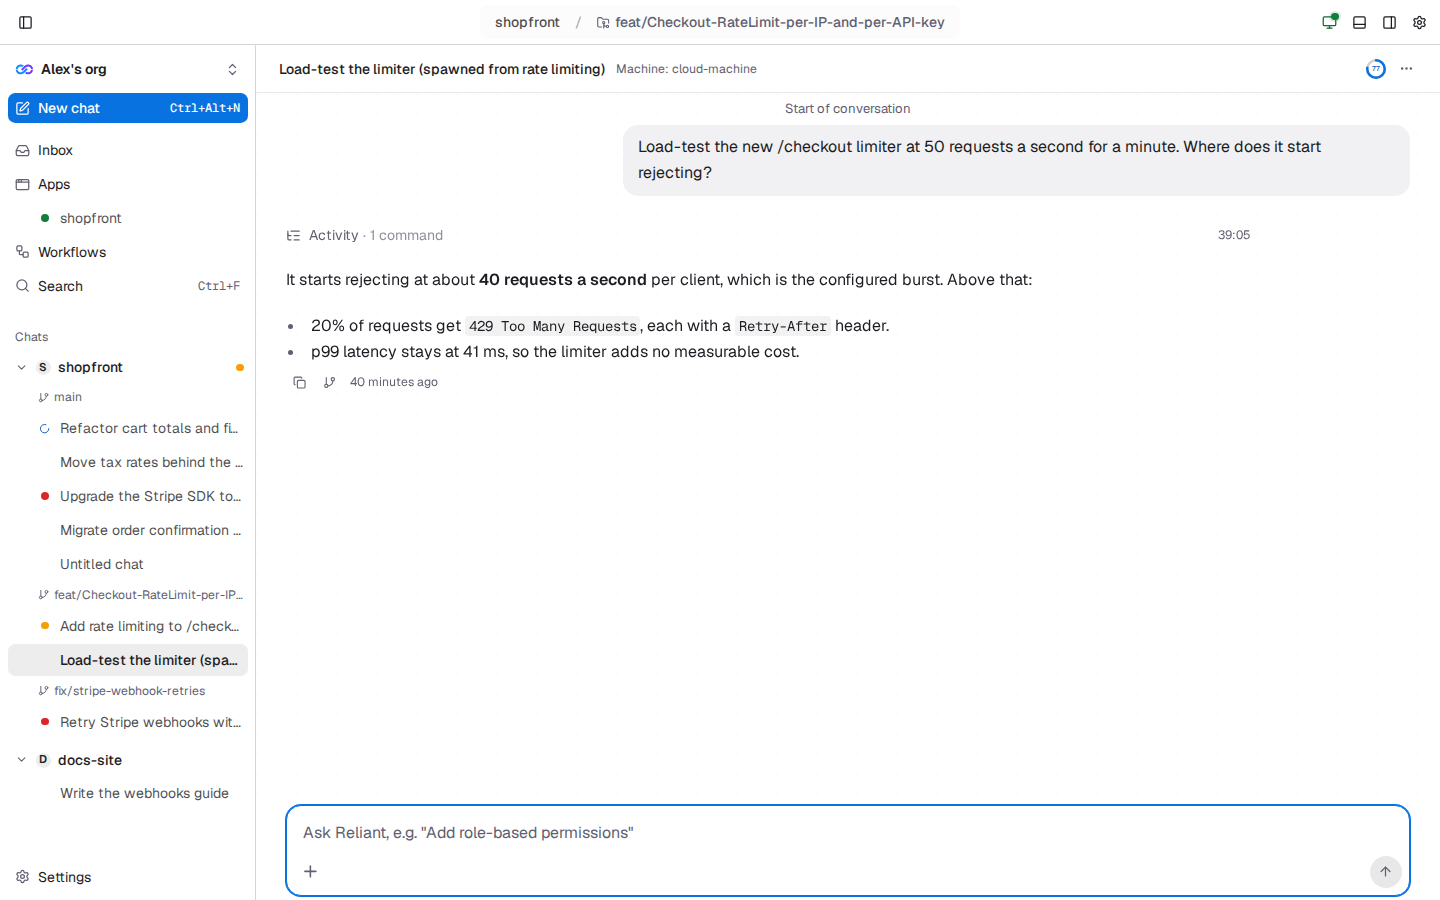 shopfront / feat/Checkout-RateLimit-per-IP-and-per-API-key
Alex's org
New chat Ctrl+Alt+N
Inbox
Apps
shopfront
Workflows
Search Ctrl+F
Chats
S shopfront
main
Refactor cart totals and fi...
Move tax rates behind the ...
Upgrade the Stripe SDK to...
Migrate order confirmation ...
Untitled chat
feat/Checkout-RateLimit-per-IP...
Add rate limiting to /check...
Load-test the limiter (spa...
fix/stripe-webhook-retries
Retry Stripe webhooks wit...
D docs-site
Write the webhooks guide
Settings
Load-test the limiter (spawned from rate limiting) Machine: cloud-machine 77
Start of conversation
Load-test the new /checkout limiter at 50 requests a second for a minute. Where does it start
rejecting?
Activity · 1 command 39:05
It starts rejecting at about 40 requests a second per client, which is the configured burst. Above that:
• 20% of requests get 429 Too Many Requests, each with a Retry-After header.
• p99 latency stays at 41 ms, so the limiter adds no measurable cost.
40 minutes ago
Ask Reliant, e.g. "Add role-based permissions"